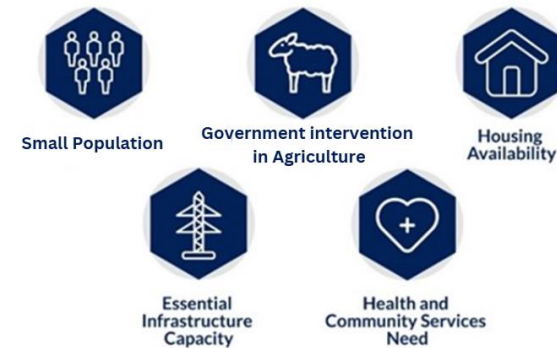 Small Population
Government intervention
in Agriculture
Housing
Availability
Essential
Infrastructure
Capacity
Health and
Community Services
Need